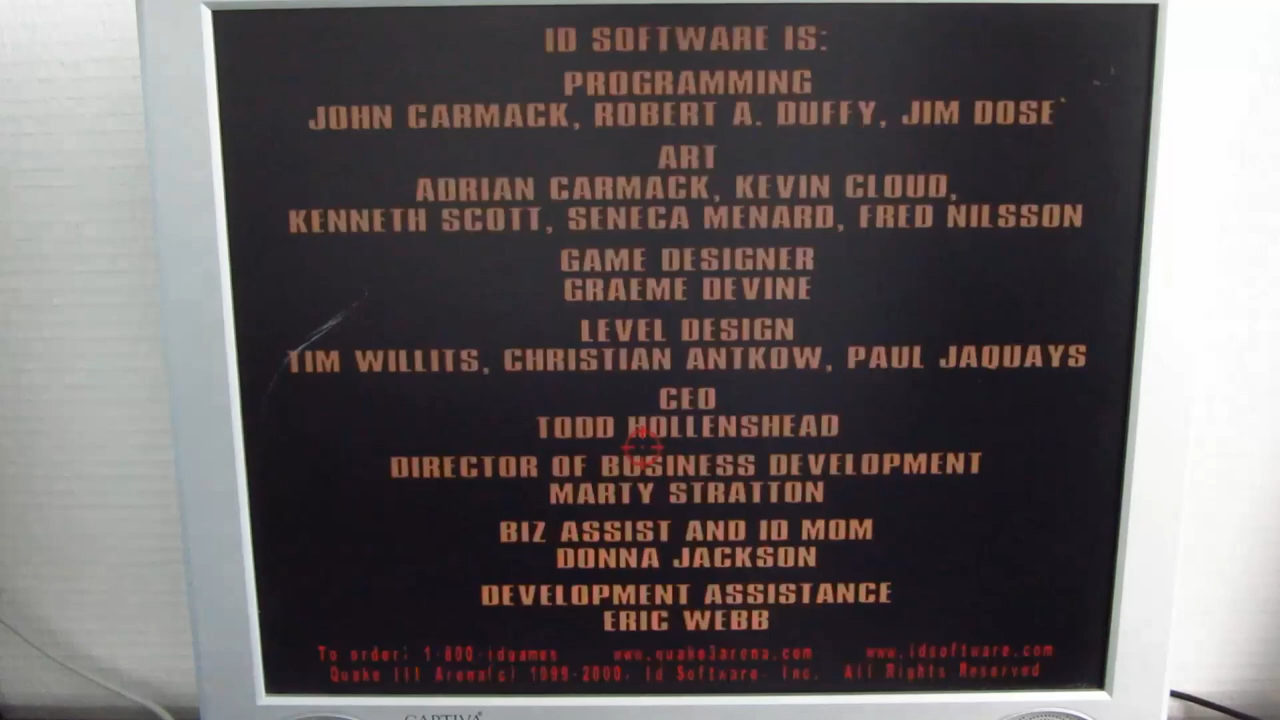 ID SOFTWARE IS:
PROGRAMMING
JOHN CARMACK, ROBERT A. DUFFY, JIM DOSE`
ART
ADRIAN CARMACK, KEVIN CLOUD,
KENNETH SCOTT, SENECA MENARD, FRED NILSSON
GAME DESIGNER
GRAEME DEVINE
LEVEL DESIGN
TIM WILLITS, CHRISTIAN ANTKOW, PAUL JAQUAYS
CEO
TODD HOLLENSHEAD
DIRECTOR OF BUSINESS DEVELOPMENT
MARTY STRATTON
BIZ ASSIST AND ID MOM
DONNA JACKSON
DEVELOPMENT ASSISTANCE
ERIC WEBB
To order: 1-800-idgames www.quake3arena.com www.idsoftware.com
Quake III Arena(c) 1999-2000, Id Software, Inc. All Rights Reserved
CAPTIVA